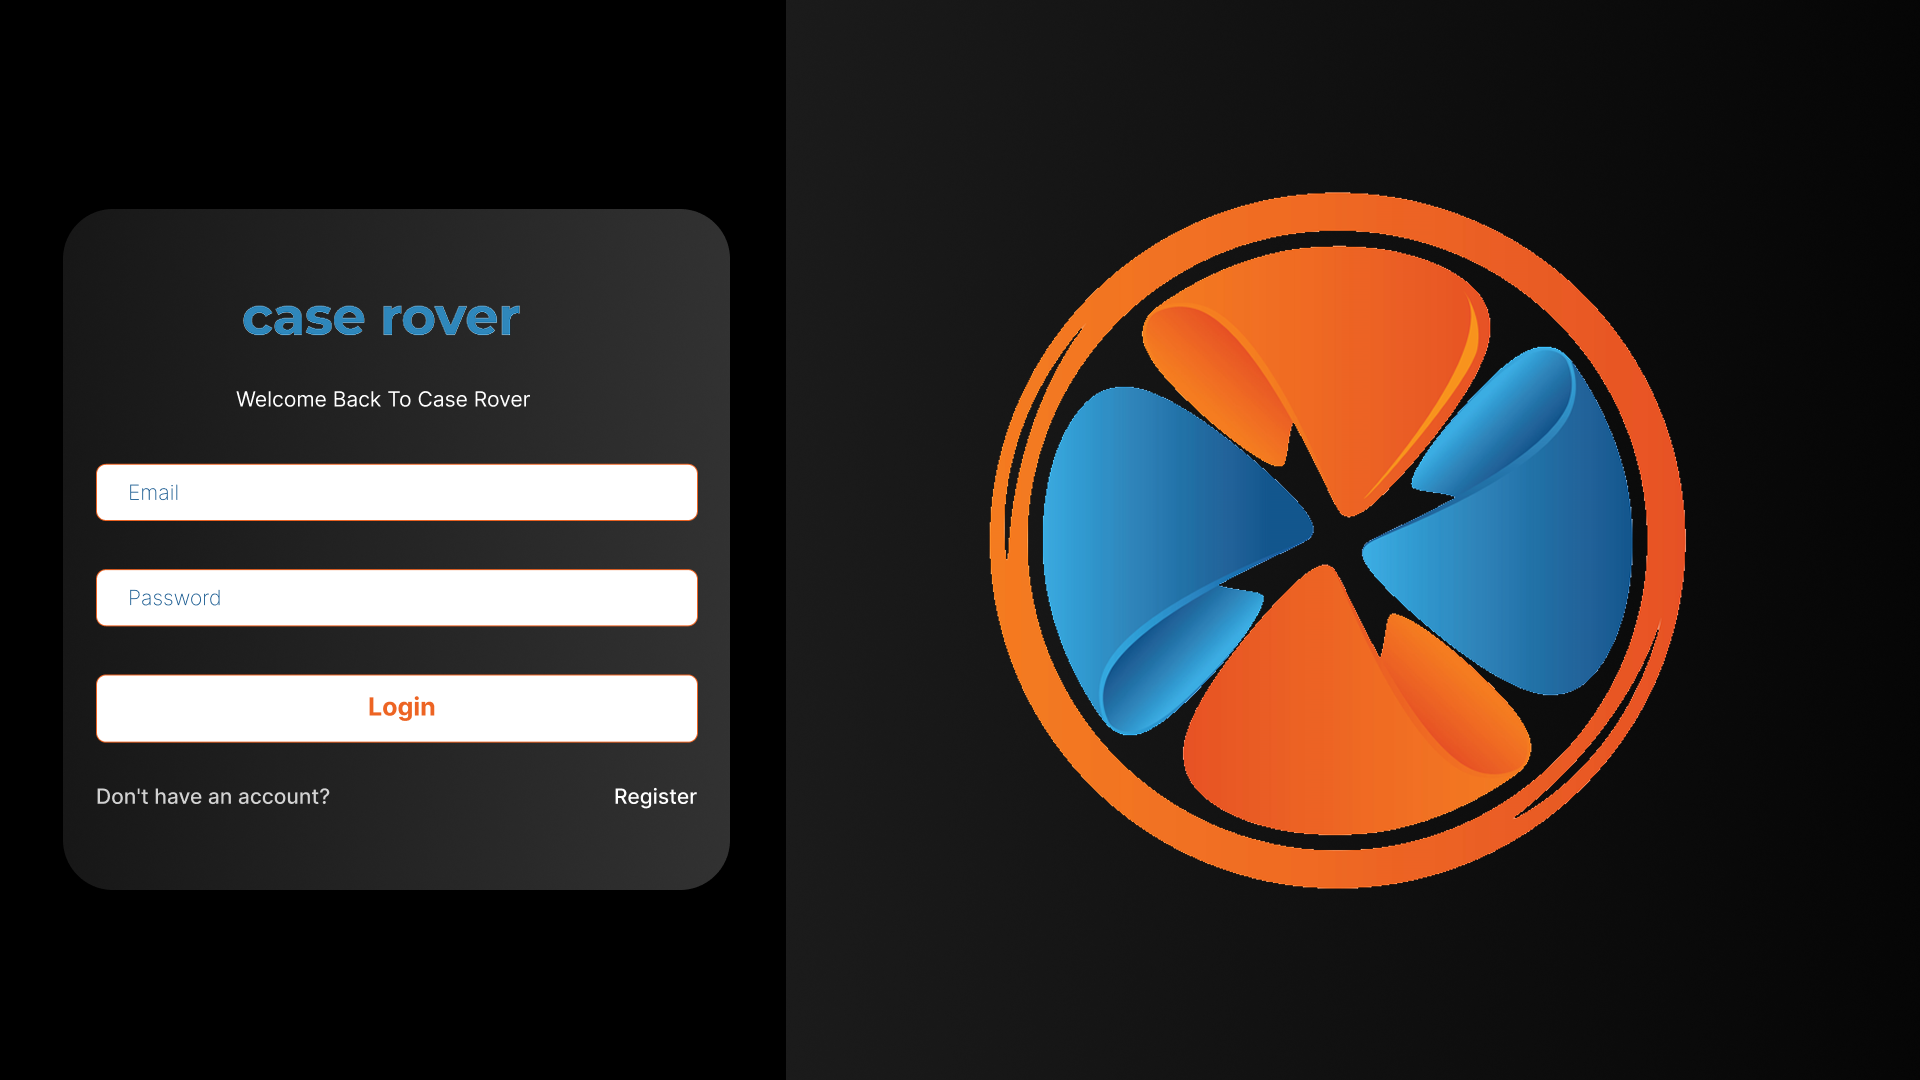 case rover
Welcome Back To Case Rover
Email
Password
Login
Don't have an account?
Register